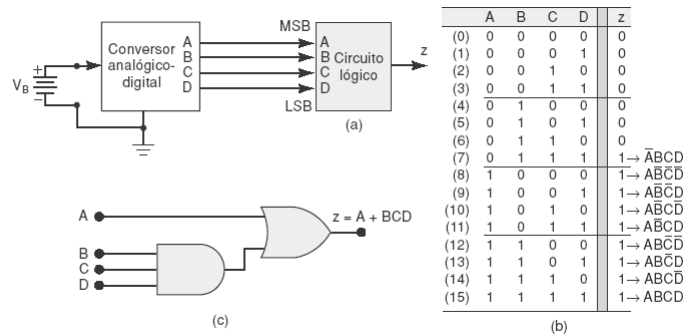 MSB
Conversor
analógico-
digital
A
B
C
D
A
B
C
D
Circuito
lógico
z
V_B
+
−
LSB
(a)
A
B
C
D
z = A + BCD
(c)
A B C D z
(0) 0 0 0 0 0
(1) 0 0 0 1 0
(2) 0 0 1 0 0
(3) 0 0 1 1 0
(4) 0 1 0 0 0
(5) 0 1 0 1 0
(6) 0 1 1 0 0
(7) 0 1 1 1 1→ A̅BCD
(8) 1 0 0 0 1→ AB̅C̅D̅
(9) 1 0 0 1 1→ AB̅C̅D
(10) 1 0 1 0 1→ AB̅CD̅
(11) 1 0 1 1 1→ AB̅CD
(12) 1 1 0 0 1→ ABC̅D̅
(13) 1 1 0 1 1→ ABC̅D
(14) 1 1 1 0 1→ ABCD̅
(15) 1 1 1 1 1→ ABCD
(b)